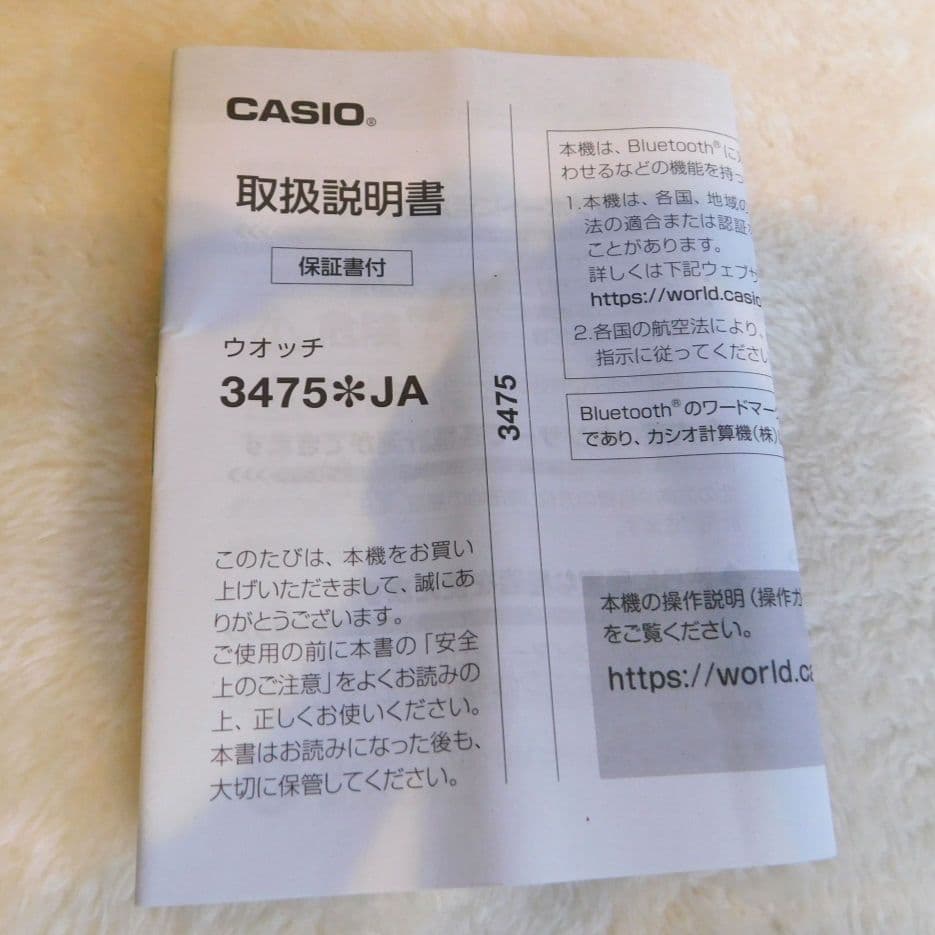 CASIO®
取扱説明書
保証書付
ウオッチ
3475✽JA
このたびは、本機をお買い
上げいただきまして、誠にあ
りがとうございます。
ご使用の前に本書の「安全
上のご注意」をよくお読みの
上、正しくお使いください。
本書はお読みになった後も、
大切に保管してください。
3475
本機は、Bluetooth®に
わせるなどの機能を持っ
1.本機は、各国、地域の
法の適合または認証
ことがあります。
詳しくは下記ウェブサ
https://world.casio
2.各国の航空法により、
指示に従ってください
Bluetooth®のワードマー
であり、カシオ計算機(株)
本機の操作説明(操作ガ
をご覧ください。
https://world.ca